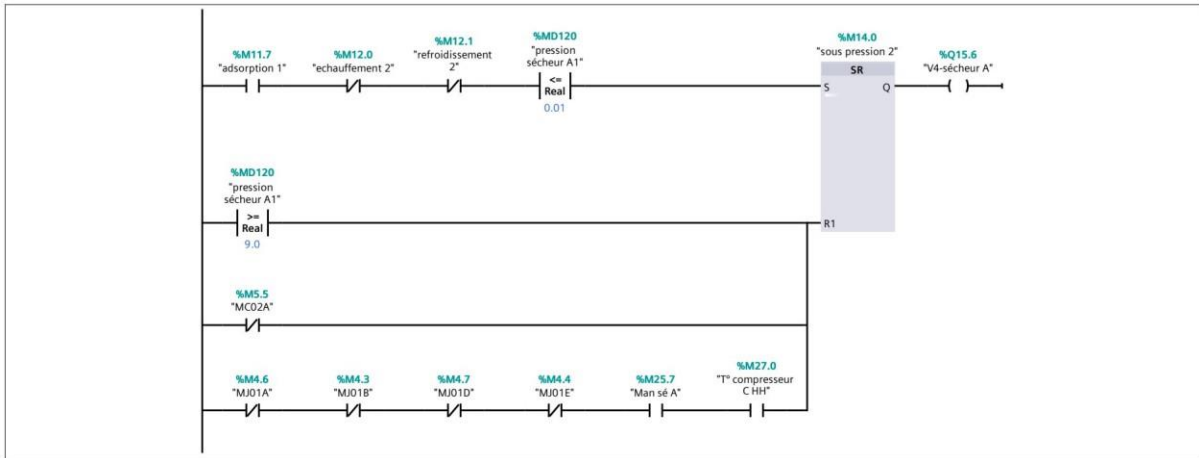 %M11.7
"adsorption 1"
%M12.0
"echauffement 2"
%M12.1
"refroidissement
2"
%MD120
"pression
sécheur A1"
<=
Real
0.01
%M14.0
"sous pression 2"
SR
S
Q
%Q15.6
"V4-sécheur A"
%MD120
"pression
sécheur A1"
>=
Real
9.0
R1
%M5.5
"MC02A"
%M4.6
"MJ01A"
%M4.3
"MJ01B"
%M4.7
"MJ01D"
%M4.4
"MJ01E"
%M25.7
"Man sé A"
%M27.0
"T° compresseur
C HH"